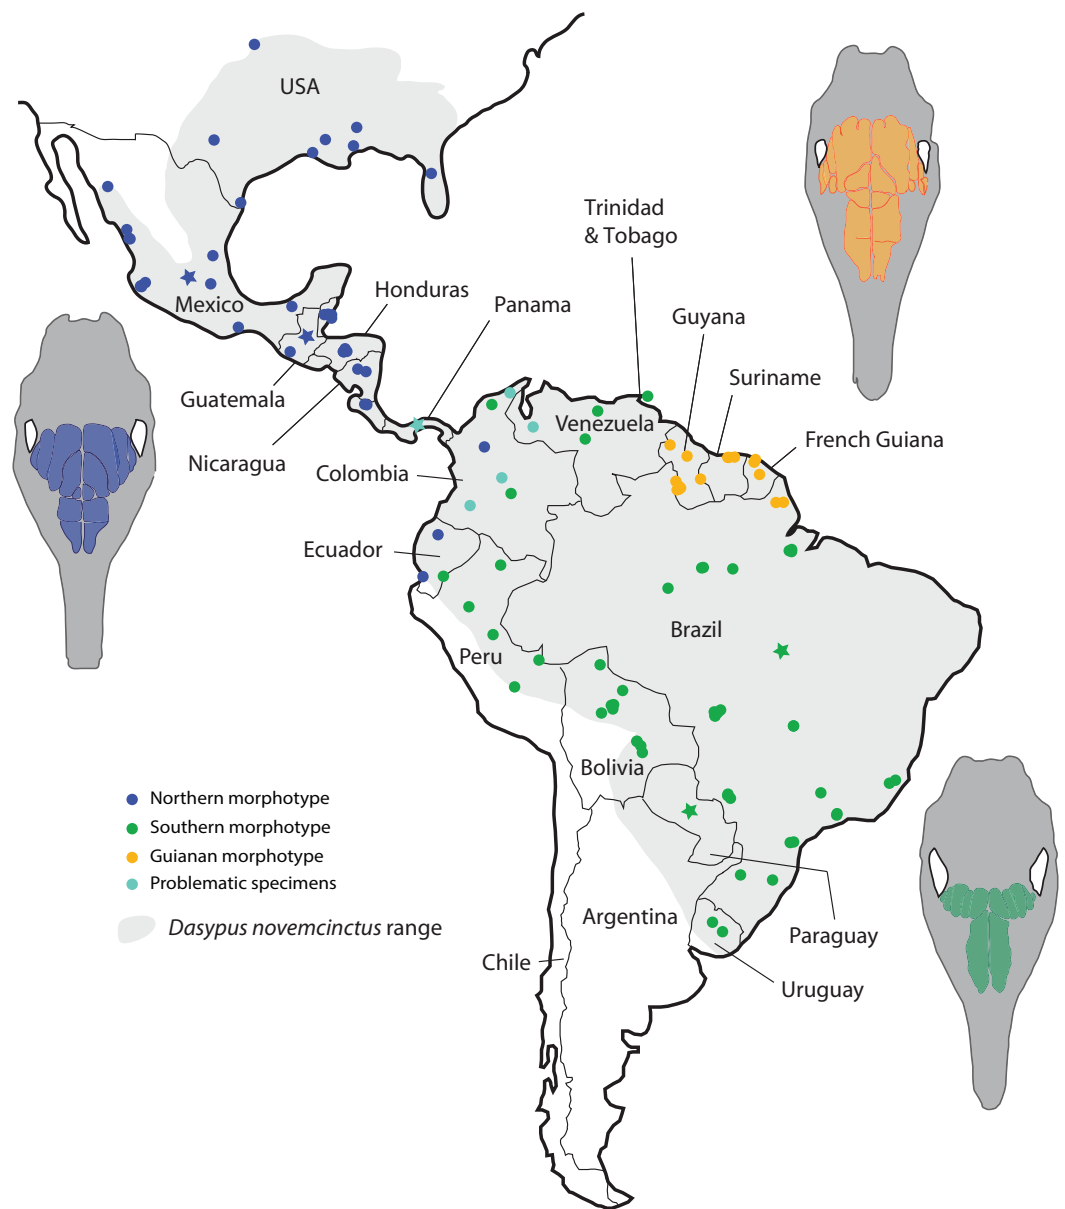 USA
Trinidad
& Tobago
Honduras
Panama
Mexico
Guyana
Suriname
Guatemala
Venezuela
French Guiana
Nicaragua
Colombia
Ecuador
Brazil
Peru
Bolivia
Northern morphotype
Southern morphotype
Guianan morphotype
Problematic specimens
Dasypus novemcinctus range
Argentina
Paraguay
Chile
Uruguay